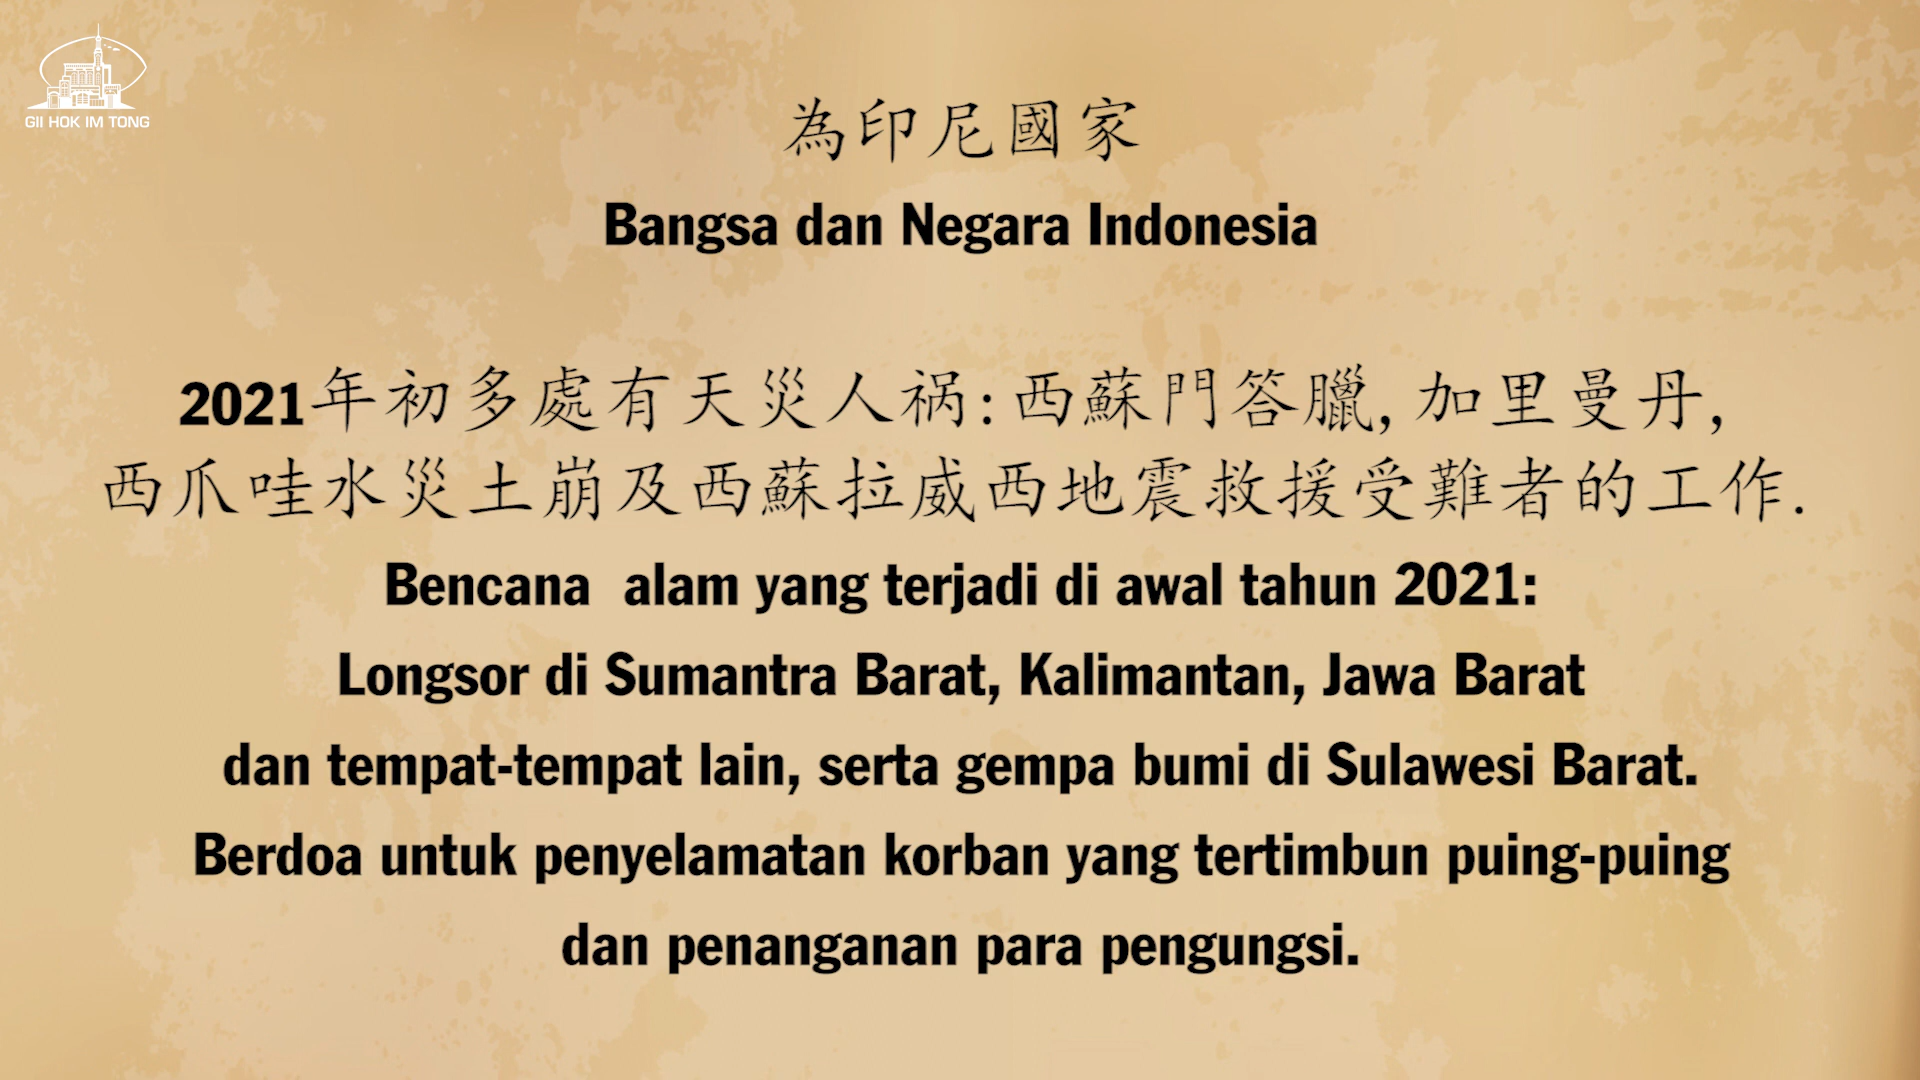 GII HOK IM TONG
為印尼國家
Bangsa dan Negara Indonesia
2021年初多處有天災人祸:西蘇門答臘,加里曼丹,
西爪哇水災土崩及西蘇拉威西地震救援受難者的工作.
Bencana  alam yang terjadi di awal tahun 2021:
Longsor di Sumantra Barat, Kalimantan, Jawa Barat
dan tempat-tempat lain, serta gempa bumi di Sulawesi Barat.
Berdoa untuk penyelamatan korban yang tertimbun puing-puing
dan penanganan para pengungsi.